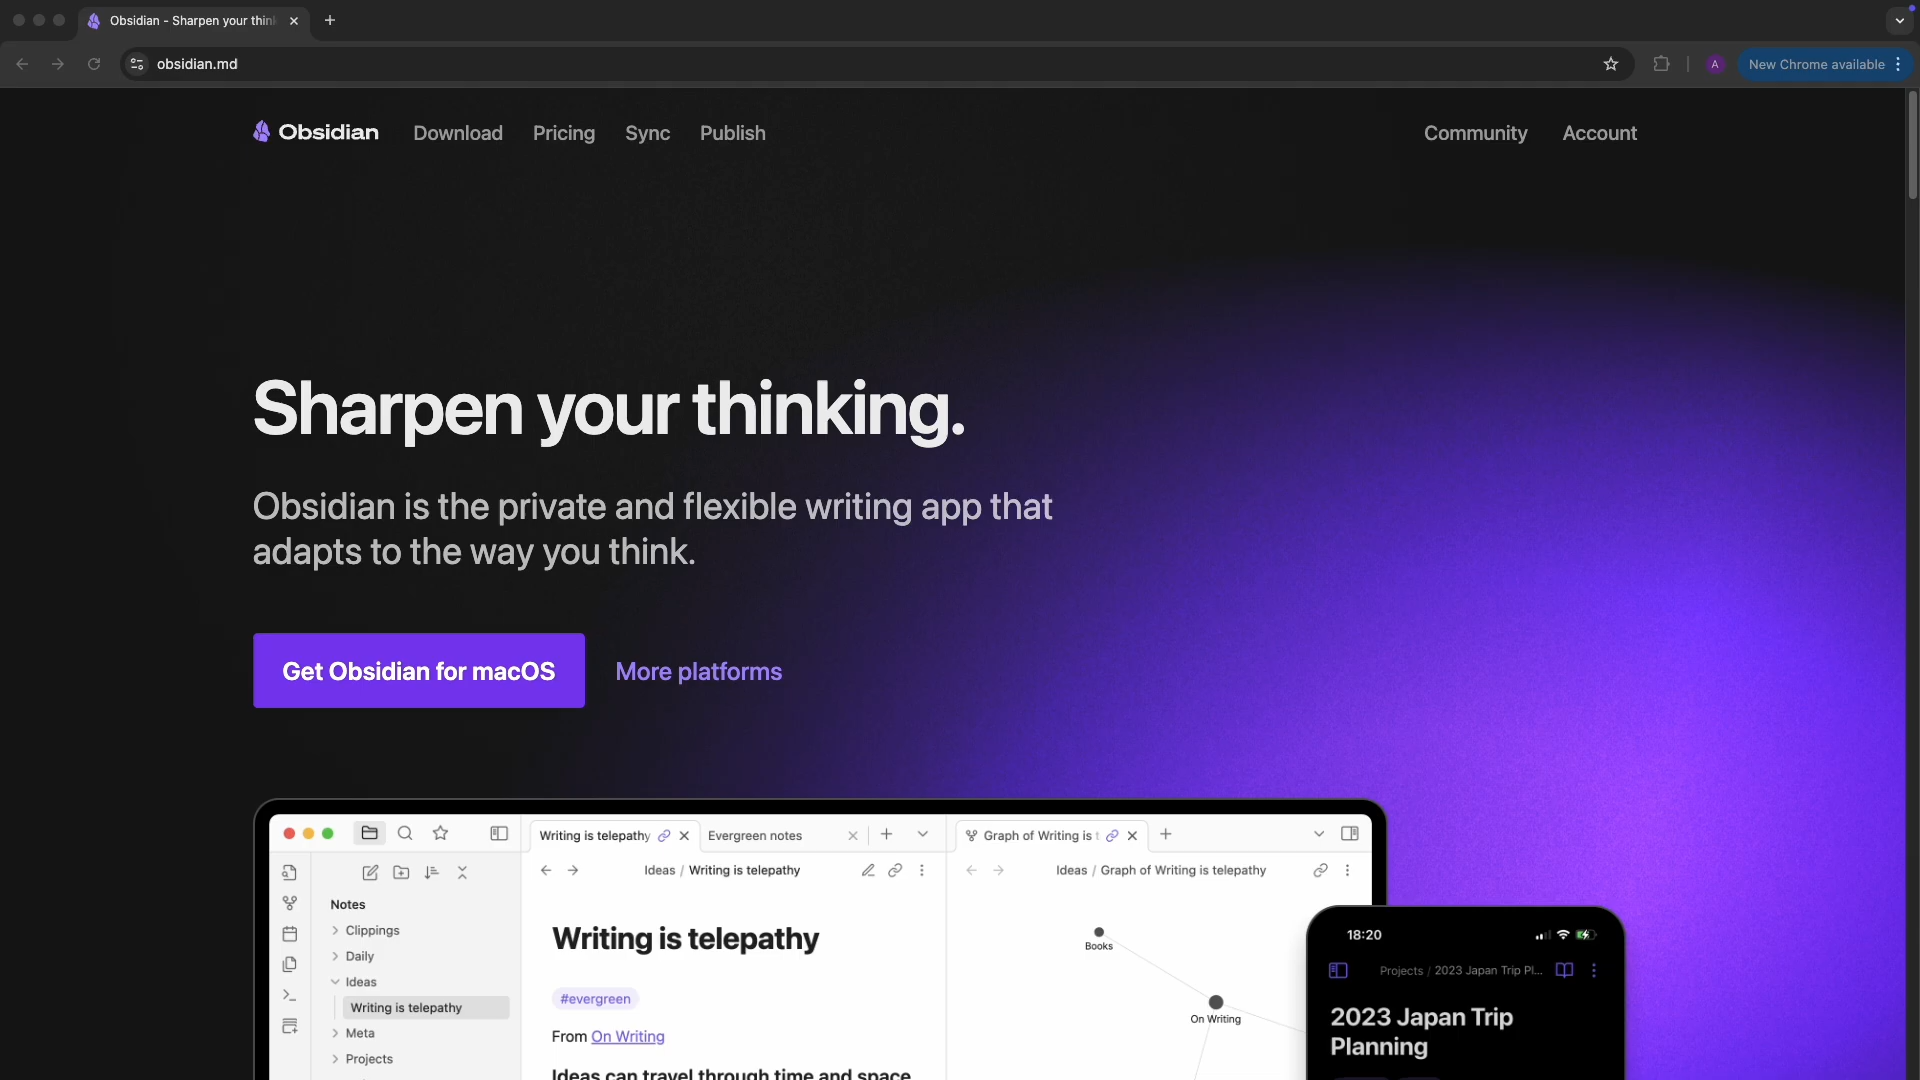 Obsidian - Sharpen your thin
obsidian.md
A
New Chrome available
Obsidian
Download
Pricing
Sync
Publish
Community
Account
Sharpen your thinking.
Obsidian is the private and flexible writing app that
adapts to the way you think.
Get Obsidian for macOS
More platforms
Writing is telepathy
Evergreen notes
Graph of Writing is t
Ideas / Writing is telepathy
Ideas / Graph of Writing is telepathy
Notes
Clippings
Daily
Ideas
Writing is telepathy
Meta
Projects
Writing is telepathy
#evergreen
From On Writing
Ideas can travel through time and space
Books
On Writing
18:20
Projects / 2023 Japan Trip Pl...
2023 Japan Trip
Planning